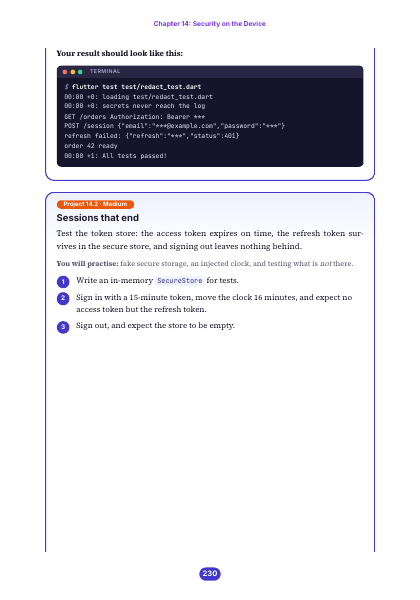 Chapter 14: Security on the Device
Your result should look like this:
TERMINAL
$ flutter test test/redact_test.dart
00:00 +0: loading test/redact_test.dart
00:00 +0: secrets never reach the log
GET /orders Authorization: Bearer ***
POST /session {"email":"***@example.com","password":"***"}
refresh failed: {"refresh":"***","status":401}
order 42 ready
00:00 +1: All tests passed!
Project 14.2 · Medium
Sessions that end
Test the token store: the access token expires on time, the refresh token sur-
vives in the secure store, and signing out leaves nothing behind.
You will practise: fake secure storage, an injected clock, and testing what is not there.
1 Write an in-memory SecureStore for tests.
2 Sign in with a 15-minute token, move the clock 16 minutes, and expect no
access token but the refresh token.
3 Sign out, and expect the store to be empty.
230